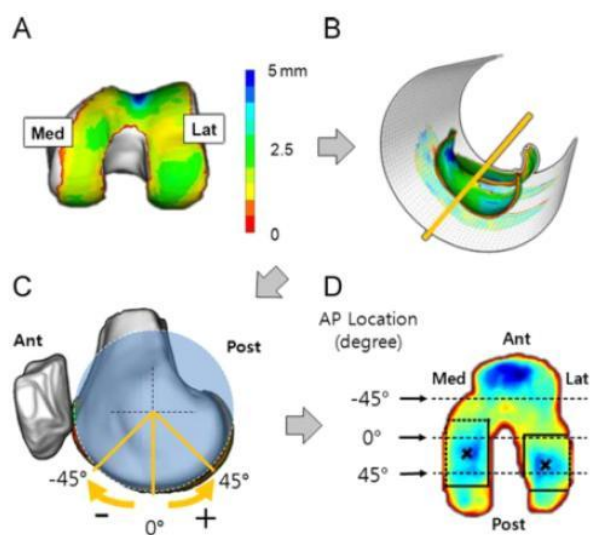 A
Med
Lat
5 mm
2.5
0
B
C
Ant
Post
-45°
45°
−
0°
+
D
AP Location
(degree)
Ant
Med
Lat
-45°
0°
45°
Post